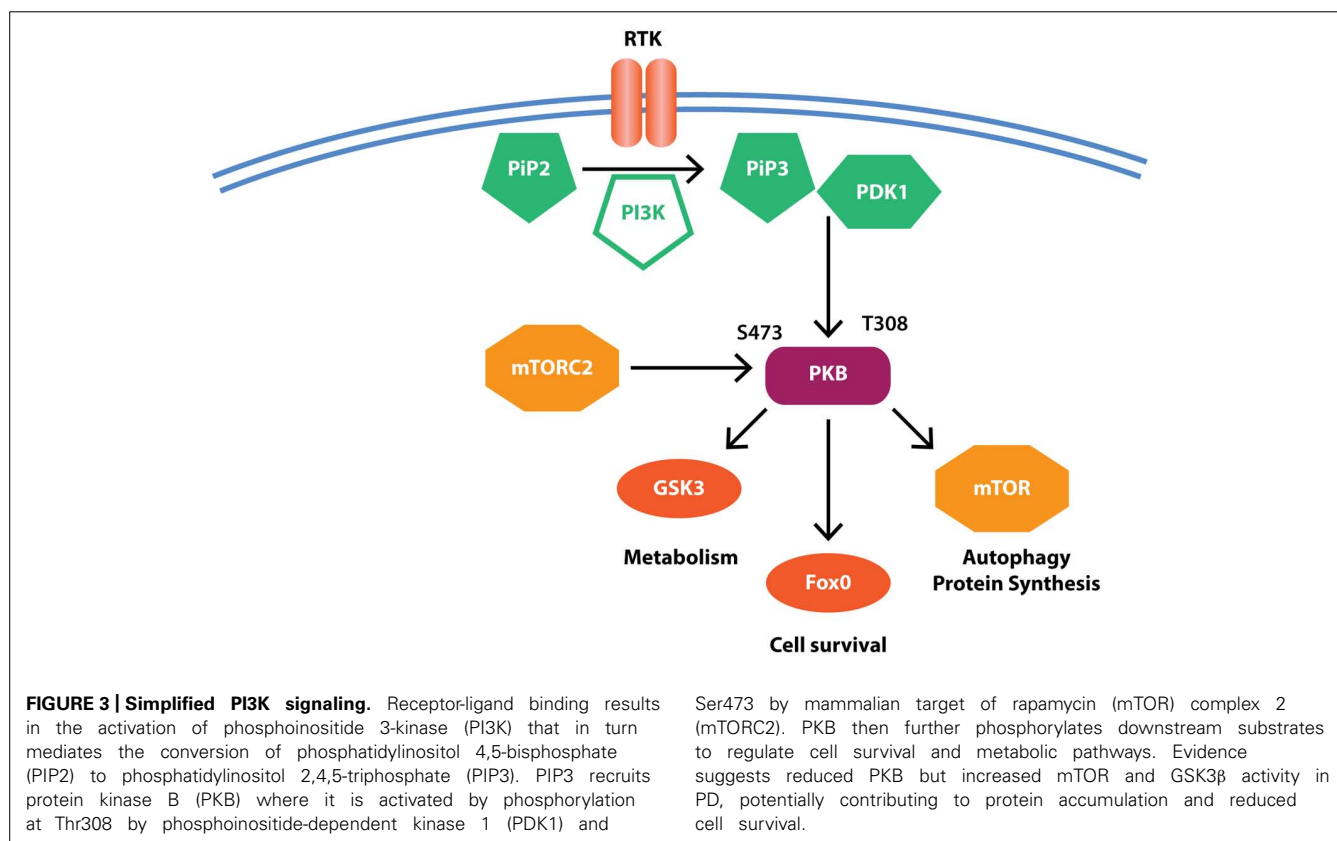 RTK
PiP2
PiP3
PDK1
PI3K
S473
T308
mTORC2
PKB
GSK3
mTOR
Metabolism
Autophagy
Protein Synthesis
Fox0
Cell survival
FIGURE 3 | Simplified PI3K signaling. Receptor-ligand binding results
in the activation of phosphoinositide 3-kinase (PI3K) that in turn
mediates the conversion of phosphatidylinositol 4,5-bisphosphate
(PIP2) to phosphatidylinositol 2,4,5-triphosphate (PIP3). PIP3 recruits
protein kinase B (PKB) where it is activated by phosphorylation
at Thr308 by phosphoinositide-dependent kinase 1 (PDK1) and
Ser473 by mammalian target of rapamycin (mTOR) complex 2
(mTORC2). PKB then further phosphorylates downstream substrates
to regulate cell survival and metabolic pathways. Evidence
suggests reduced PKB but increased mTOR and GSK3β activity in
PD, potentially contributing to protein accumulation and reduced
cell survival.